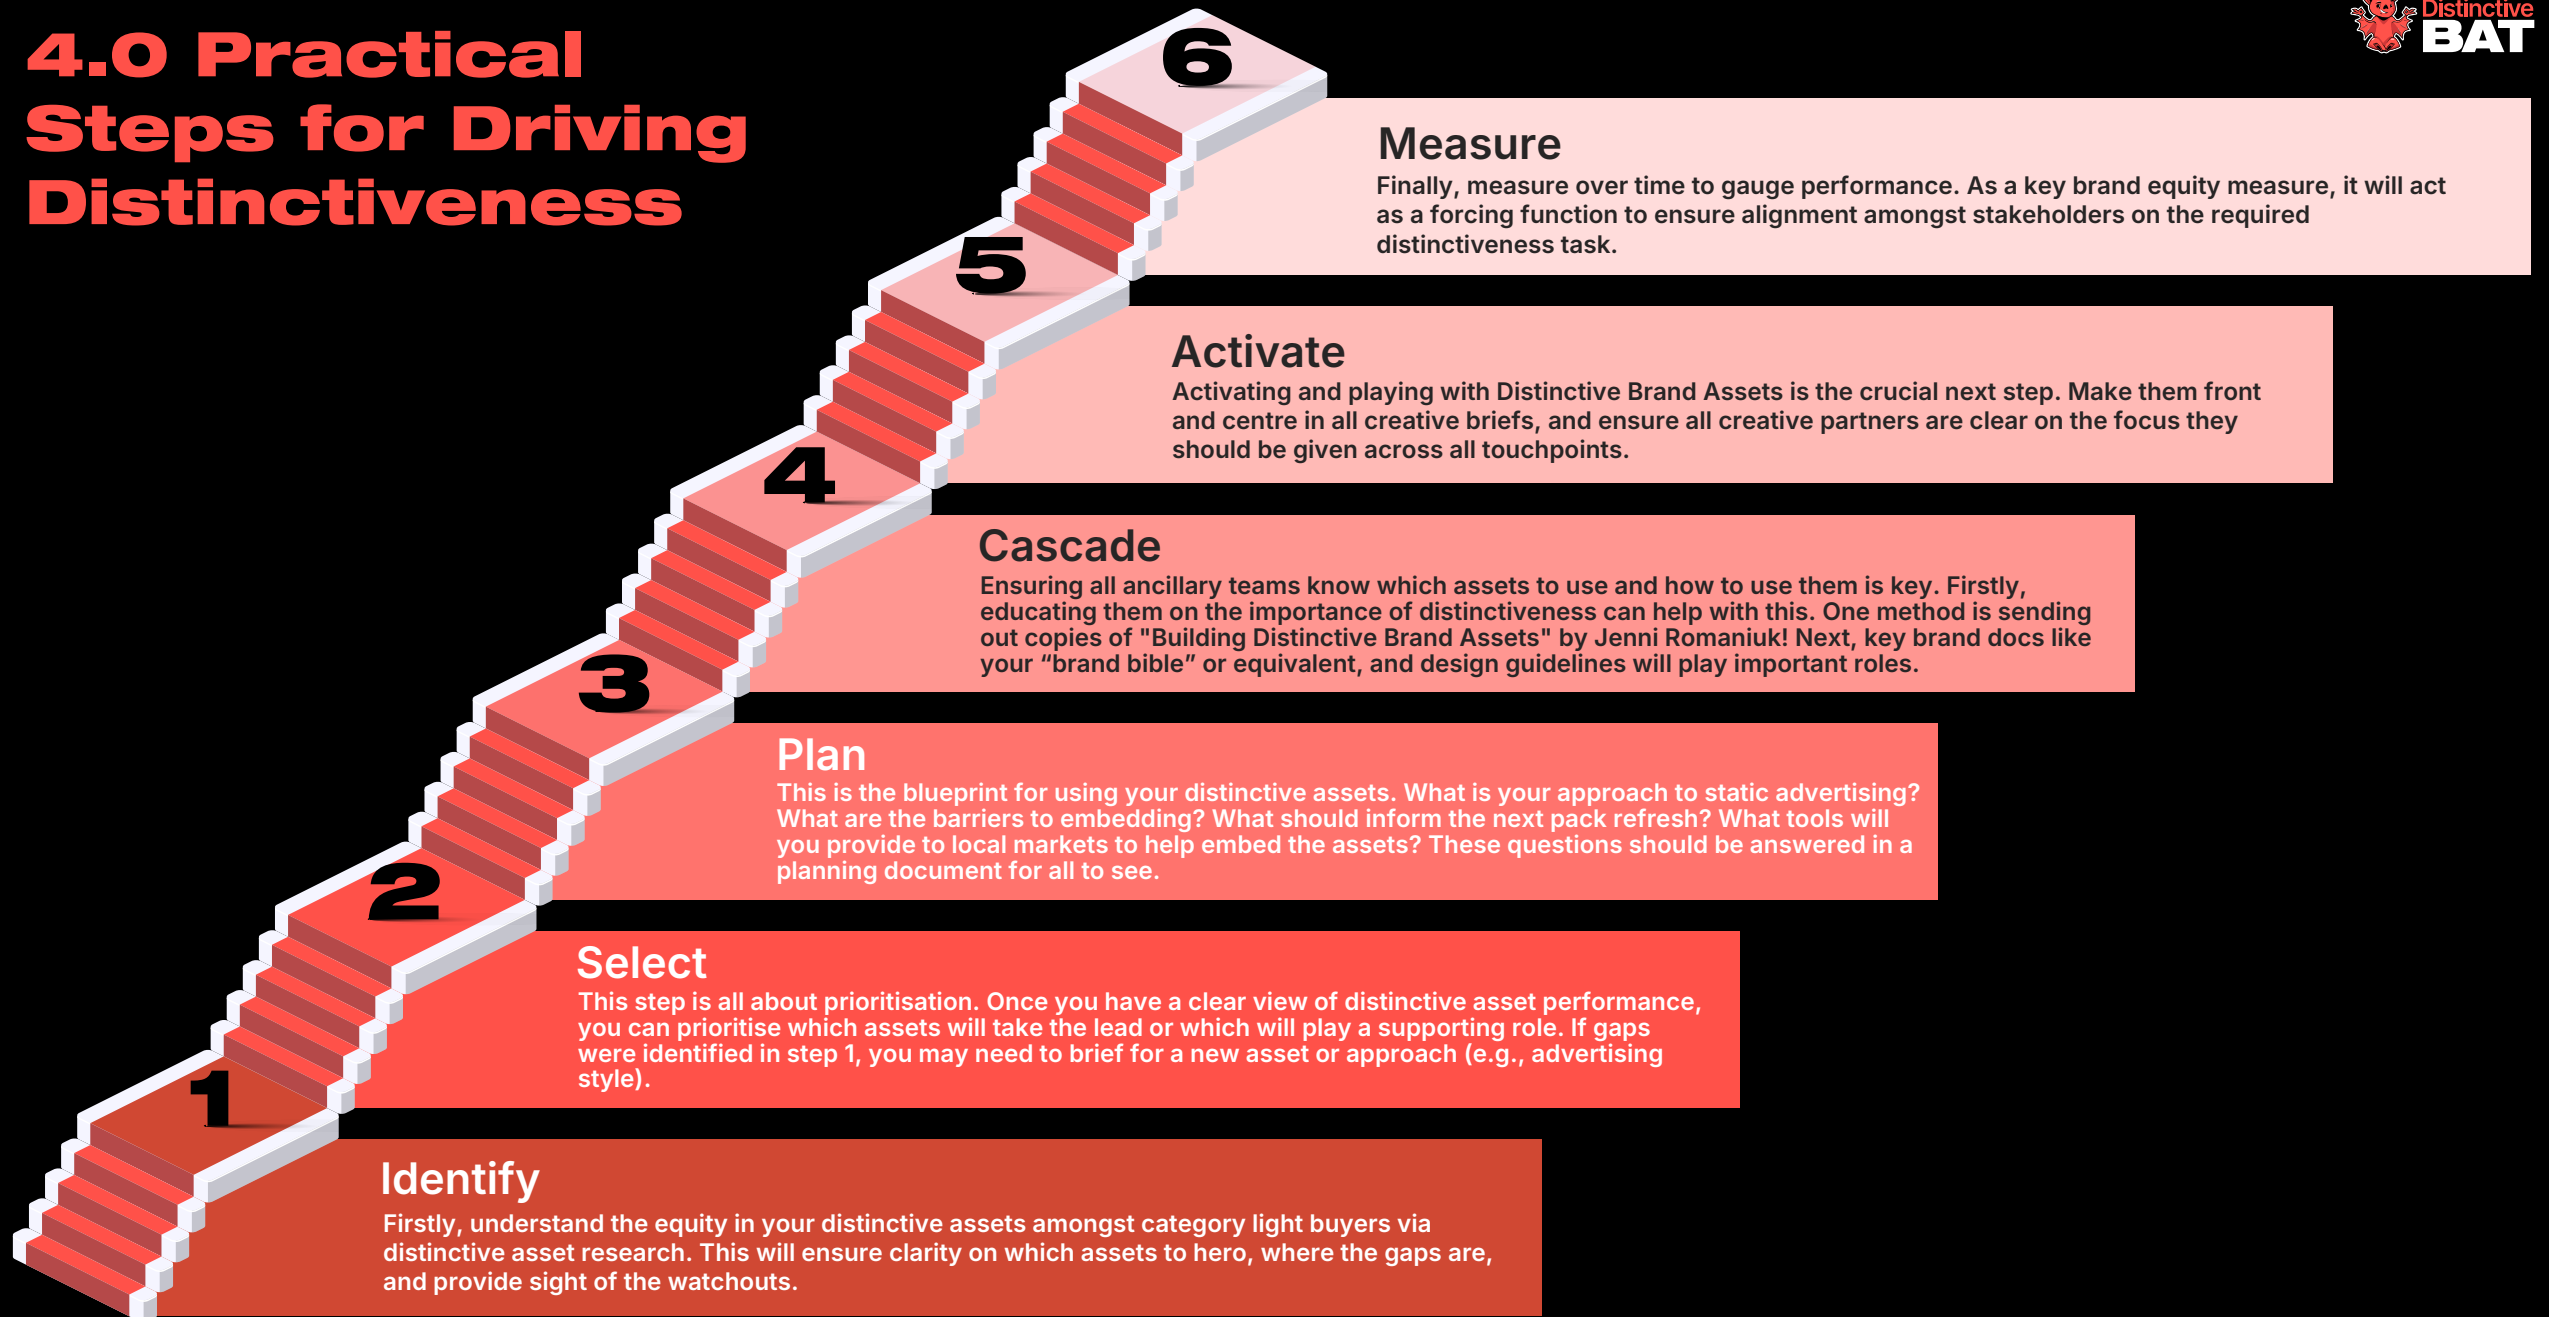 4.0 Practical
Steps for Driving
Distinctiveness
Distinctive
BAT
6
Measure
Finally, measure over time to gauge performance. As a key brand equity measure, it will act
as a forcing function to ensure alignment amongst stakeholders on the required
distinctiveness task.
5
Activate
Activating and playing with Distinctive Brand Assets is the crucial next step. Make them front
and centre in all creative briefs, and ensure all creative partners are clear on the focus they
should be given across all touchpoints.
4
Cascade
Ensuring all ancillary teams know which assets to use and how to use them is key. Firstly,
educating them on the importance of distinctiveness can help with this. One method is sending
out copies of "Building Distinctive Brand Assets" by Jenni Romaniuk! Next, key brand docs like
your “brand bible” or equivalent, and design guidelines will play important roles.
3
Plan
This is the blueprint for using your distinctive assets. What is your approach to static advertising?
What are the barriers to embedding? What should inform the next pack refresh? What tools will
you provide to local markets to help embed the assets? These questions should be answered in a
planning document for all to see.
2
Select
This step is all about prioritisation. Once you have a clear view of distinctive asset performance,
you can prioritise which assets will take the lead or which will play a supporting role. If gaps
were identified in step 1, you may need to brief for a new asset or approach (e.g., advertising
style).
1
Identify
Firstly, understand the equity in your distinctive assets amongst category light buyers via
distinctive asset research. This will ensure clarity on which assets to hero, where the gaps are,
and provide sight of the watchouts.